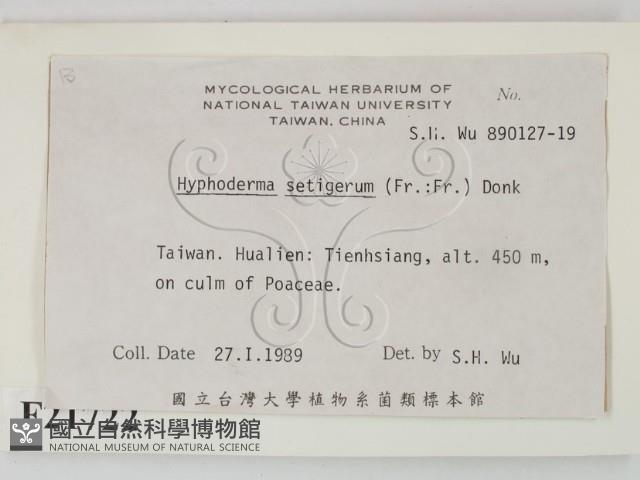 MYCOLOGICAL HERBARIUM OF
NATIONAL TAIWAN UNIVERSITY
TAIWAN, CHINA
No.
S.H. Wu 890127-19
Hyphoderma setigerum (Fr.:Fr.) Donk
Taiwan. Hualien: Tienhsiang, alt. 450 m,
on culm of Poaceae.
Coll. Date 27.I.1989 Det. by S.H. Wu
國立台灣大學植物系菌類標本館
國立自然科學博物館
NATIONAL MUSEUM OF NATURAL SCIENCE